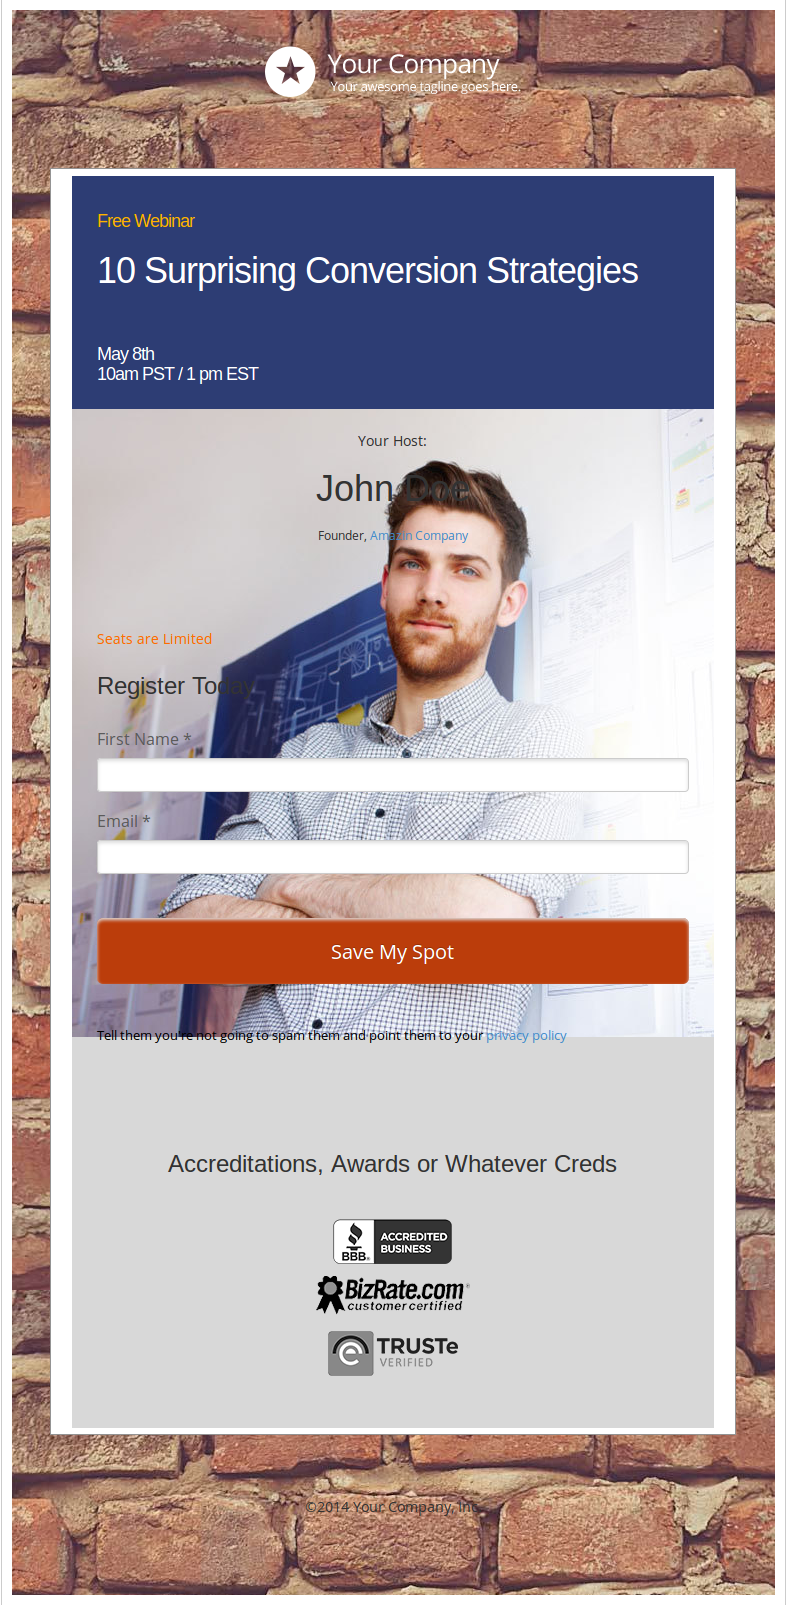 Your Company
Your awesome tagline goes here.
Free Webinar
10 Surprising Conversion Strategies
May 8th
10am PST / 1 pm EST
Your Host:
John Doe
Founder, Amazin Company
Seats are Limited
Register Today
First Name *
Email *
Save My Spot
Tell them you're not going to spam them and point them to your privacy policy
Accreditations, Awards or Whatever Creds
BBB® ACCREDITED BUSINESS
BizRate.com®
customer certified
TRUSTe
VERIFIED
©2014 Your Company, Inc.